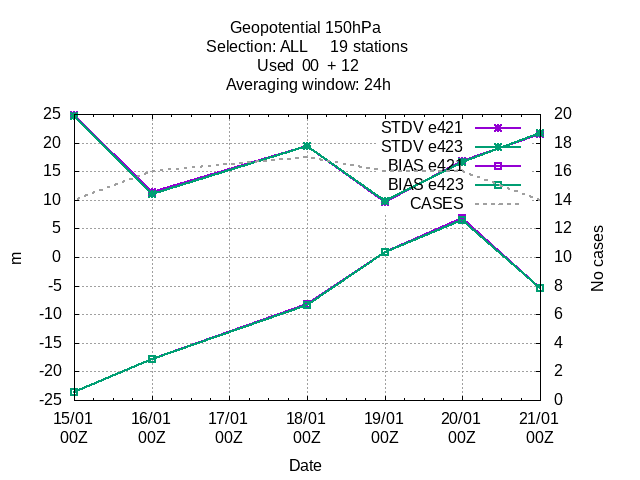 Geopotential 150hPa
Selection: ALL     19 stations
Used  00  + 12
Averaging window: 24h
25
20
15
10
5
0
-5
-10
-15
-20
-25
m
STDV e421
STDV e423
BIAS e421
BIAS e423
CASES
20
18
16
14
12
10
8
6
4
2
0
No cases
15/01 16/01 17/01 18/01 19/01 20/01 21/01
00Z 00Z 00Z 00Z 00Z 00Z 00Z
Date